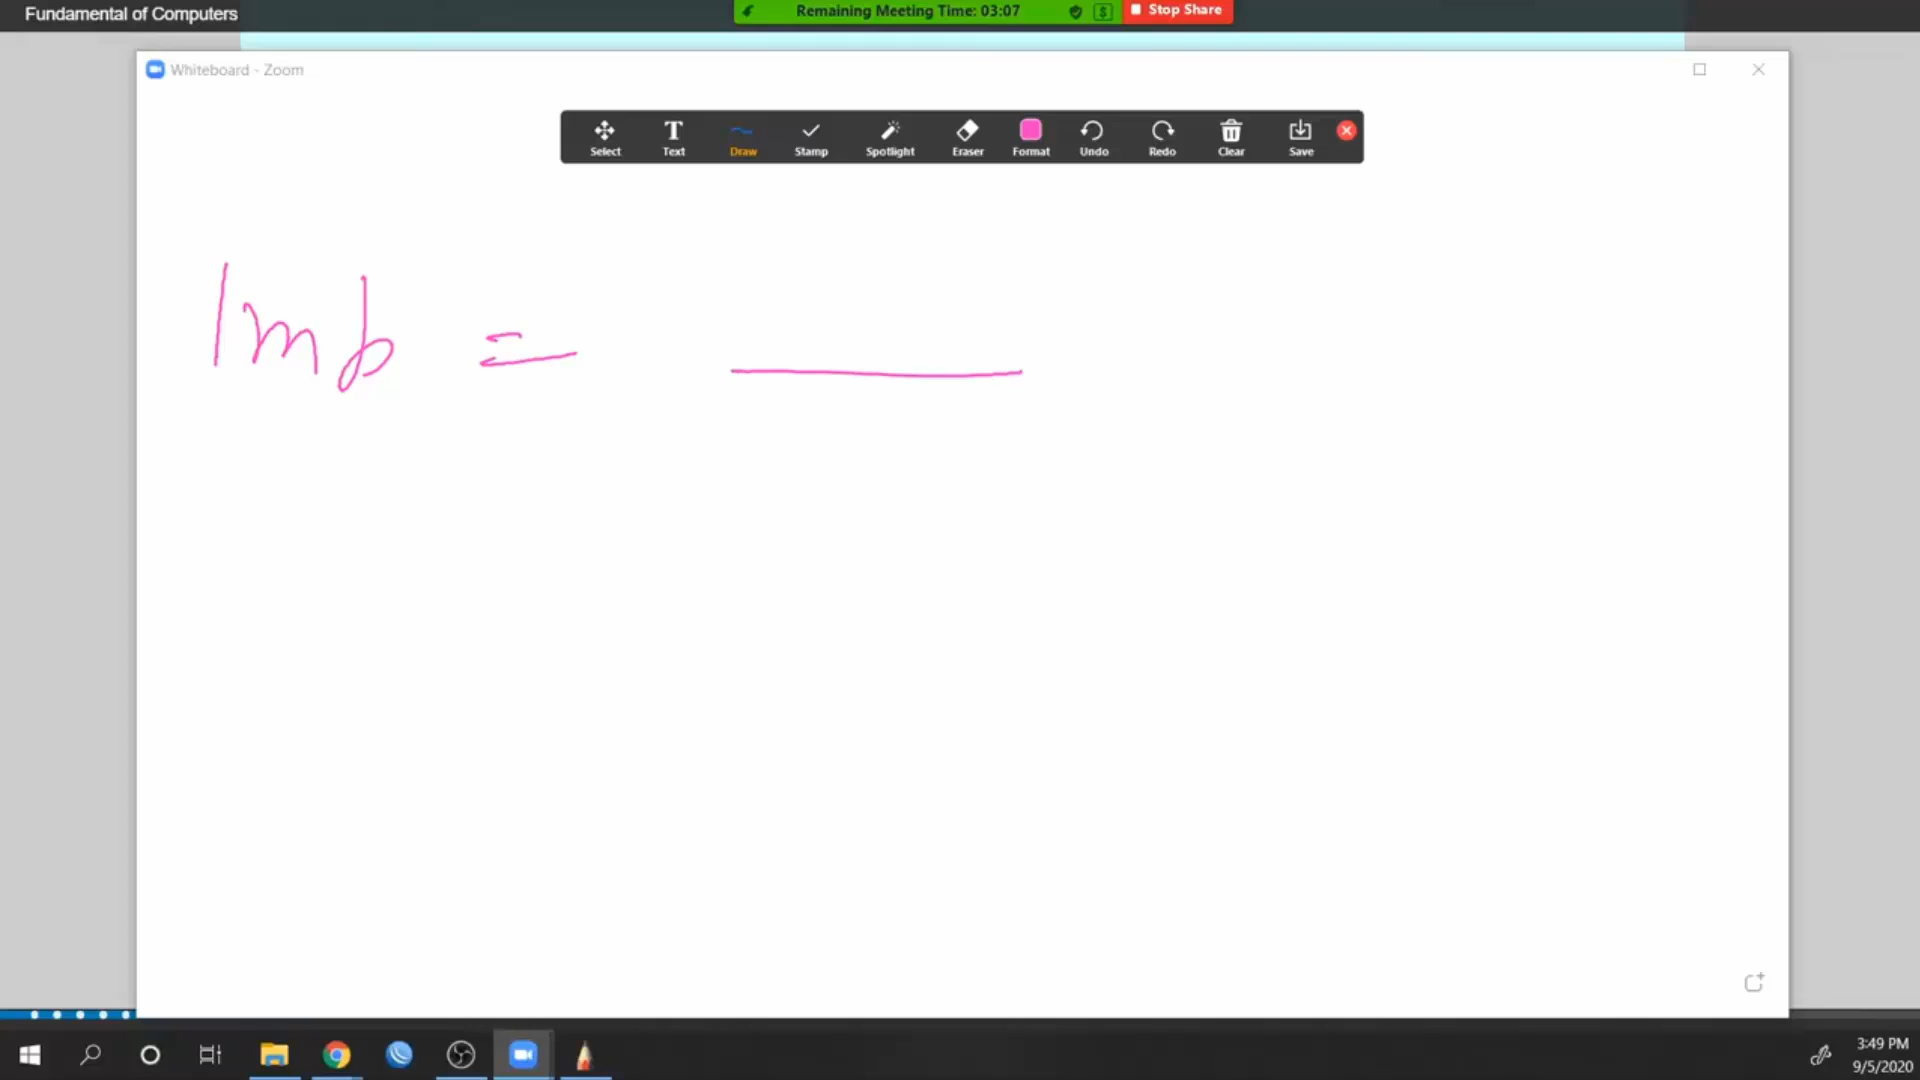 Fundamental of Computers
Remaining Meeting Time: 03:07
Stop Share
Whiteboard - Zoom
Select Text Draw Stamp Spotlight Eraser Format Undo Redo Clear Save
1mb = ______
3:49 PM
9/5/2020